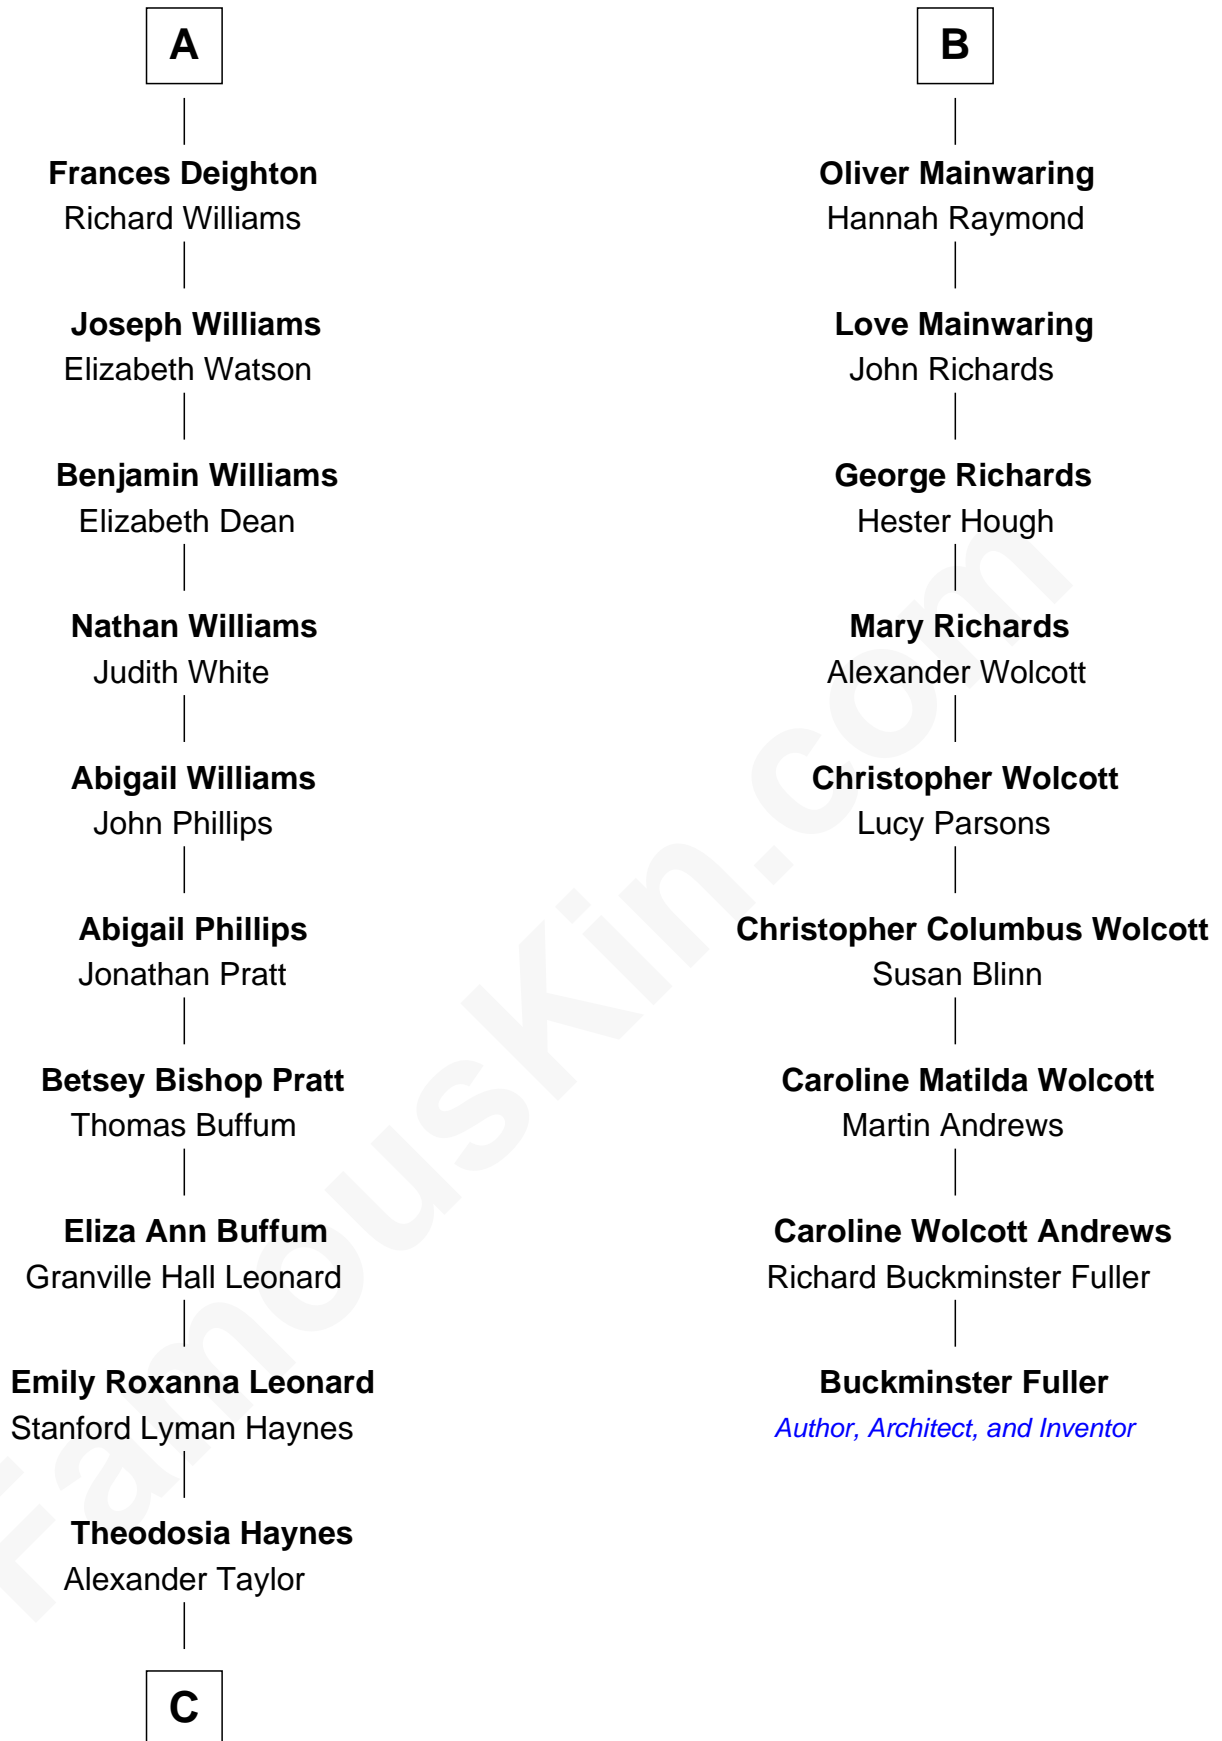 A
Frances Deighton
Richard Williams
Joseph Williams
Elizabeth Watson
Benjamin Williams
Elizabeth Dean
Nathan Williams
Judith White
Abigail Williams
John Phillips
Abigail Phillips
Jonathan Pratt
Betsey Bishop Pratt
Thomas Buffum
Eliza Ann Buffum
Granville Hall Leonard
Emily Roxanna Leonard
Stanford Lyman Haynes
Theodosia Haynes
Alexander Taylor
C
B
Oliver Mainwaring
Hannah Raymond
Love Mainwaring
John Richards
George Richards
Hester Hough
Mary Richards
Alexander Wolcott
Christopher Wolcott
Lucy Parsons
Christopher Columbus Wolcott
Susan Blinn
Caroline Matilda Wolcott
Martin Andrews
Caroline Wolcott Andrews
Richard Buckminster Fuller
Buckminster Fuller
Author, Architect, and Inventor
FamousKin.com